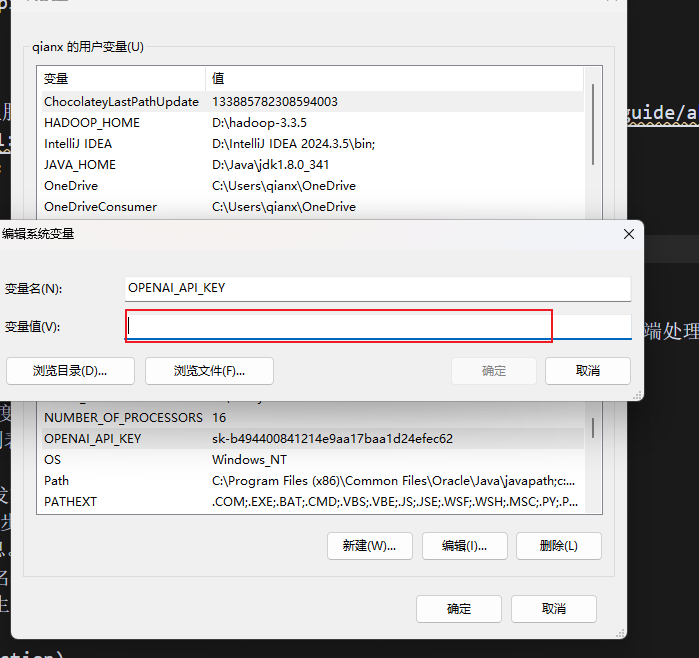 qianx 的用户变量(U)
变量 值
ChocolateyLastPathUpdate 133885782308594003
HADOOP_HOME D:\hadoop-3.3.5
guide/a
IntelliJ IDEA D:\IntelliJ IDEA 2024.3.5\bin;
JAVA_HOME D:\Java\jdk1.8.0_341
OneDrive C:\Users\qianx\OneDrive
OneDriveConsumer C:\Users\qianx\OneDrive
编辑系统变量
变量名(N): OPENAI_API_KEY
变量值(V):
端处理
浏览目录(D)... 浏览文件(F)... 确定 取消
NUMBER_OF_PROCESSORS 16
OPENAI_API_KEY sk-b494400841214e9aa17baa1d24efec62
OS Windows_NT
Path C:\Program Files (x86)\Common Files\Oracle\Java\javapath;c:...
PATHEXT .COM;.EXE;.BAT;.CMD;.VBS;.VBE;.JS;.JSE;.WSF;.WSH;.MSC;.PY;.P...
新建(W)... 编辑(I)... 删除(L)
确定 取消